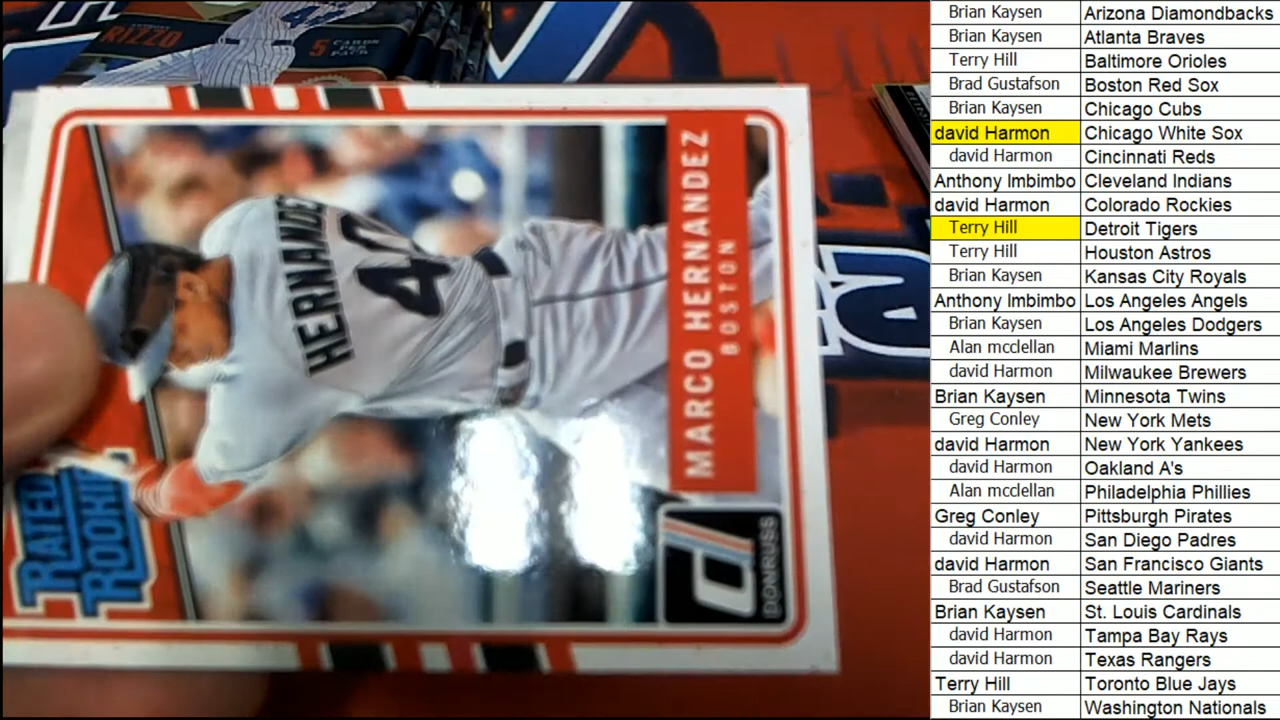 RIZZO
5 CARDS PER PACK
HERNANDEZ
40
MARCO HERNANDEZ
BOSTON
RATED ROOKIE
d
DONRUSS
Brian Kaysen Arizona Diamondbacks
Brian Kaysen Atlanta Braves
Terry Hill Baltimore Orioles
Brad Gustafson Boston Red Sox
Brian Kaysen Chicago Cubs
david Harmon Chicago White Sox
david Harmon Cincinnati Reds
Anthony Imbimbo Cleveland Indians
david Harmon Colorado Rockies
Terry Hill Detroit Tigers
Terry Hill Houston Astros
Brian Kaysen Kansas City Royals
Anthony Imbimbo Los Angeles Angels
Brian Kaysen Los Angeles Dodgers
Alan mcclellan Miami Marlins
david Harmon Milwaukee Brewers
Brian Kaysen Minnesota Twins
Greg Conley New York Mets
david Harmon New York Yankees
david Harmon Oakland A's
Alan mcclellan Philadelphia Phillies
Greg Conley Pittsburgh Pirates
david Harmon San Diego Padres
david Harmon San Francisco Giants
Brad Gustafson Seattle Mariners
Brian Kaysen St. Louis Cardinals
david Harmon Tampa Bay Rays
david Harmon Texas Rangers
Terry Hill Toronto Blue Jays
Brian Kaysen Washington Nationals